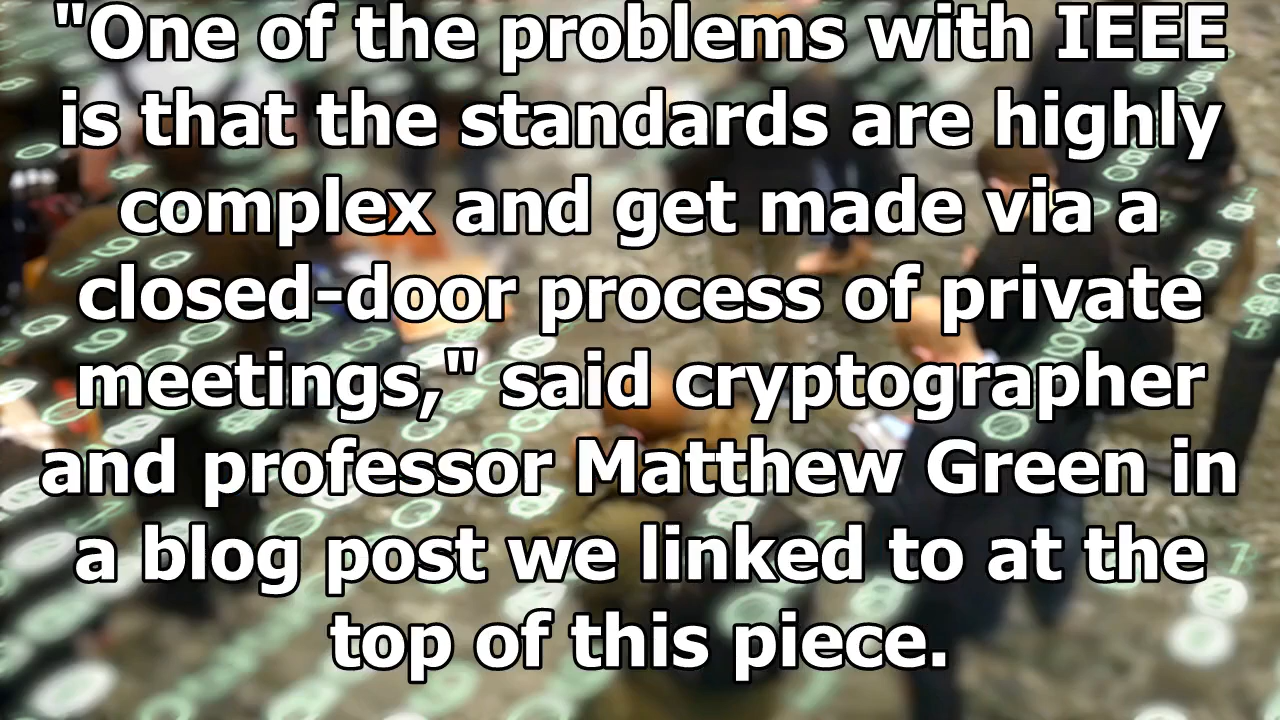 "One of the problems with IEEE
is that the standards are highly
complex and get made via a
closed-door process of private
meetings," said cryptographer
and professor Matthew Green in
a blog post we linked to at the
top of this piece.